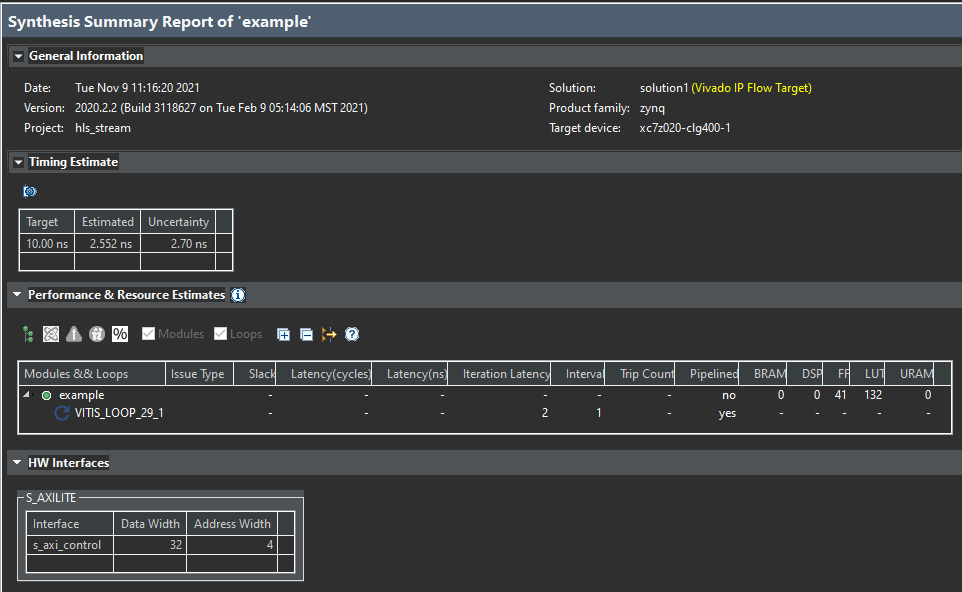 Synthesis Summary Report of 'example'
General Information
Date: Tue Nov 9 11:16:20 2021 Solution: solution1 (Vivado IP Flow Target)
Version: 2020.2.2 (Build 3118627 on Tue Feb 9 05:14:06 MST 2021) Product family: zynq
Project: hls_stream Target device: xc7z020-clg400-1
Timing Estimate
Target Estimated Uncertainty
10.00 ns 2.552 ns 2.70 ns
Performance & Resource Estimates
% Modules Loops
Modules && Loops Issue Type Slack Latency(cycles) Latency(ns) Iteration Latency Interval Trip Count Pipelined BRAM DSP FF LUT URAM
example - - - - - - no 0 0 41 132 0
VITIS_LOOP_29_1 - - - 2 1 - yes - - - - -
HW Interfaces
S_AXILITE
Interface Data Width Address Width
s_axi_control 32 4